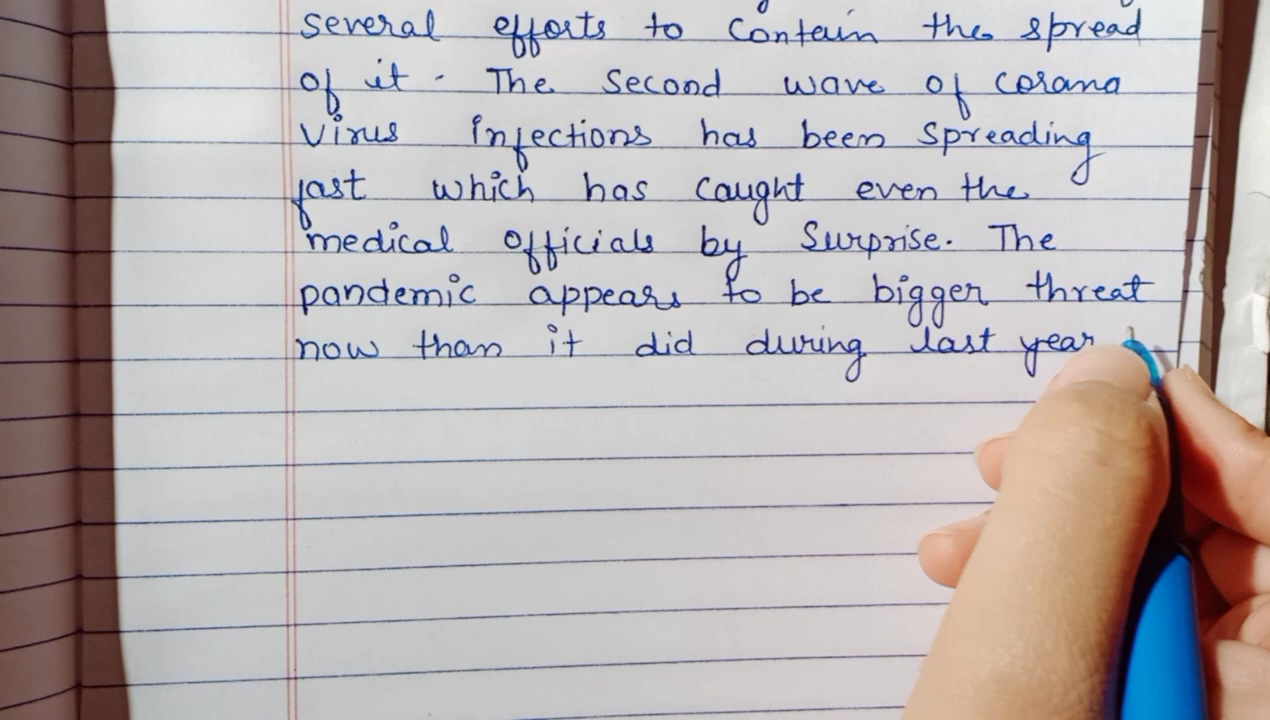 several efforts to contain the spread
of it. The second wave of corona
virus infections has been spreading
fast which has caught even the
medical officials by surprise. The
pandemic appears to be bigger threat
now than it did during last year